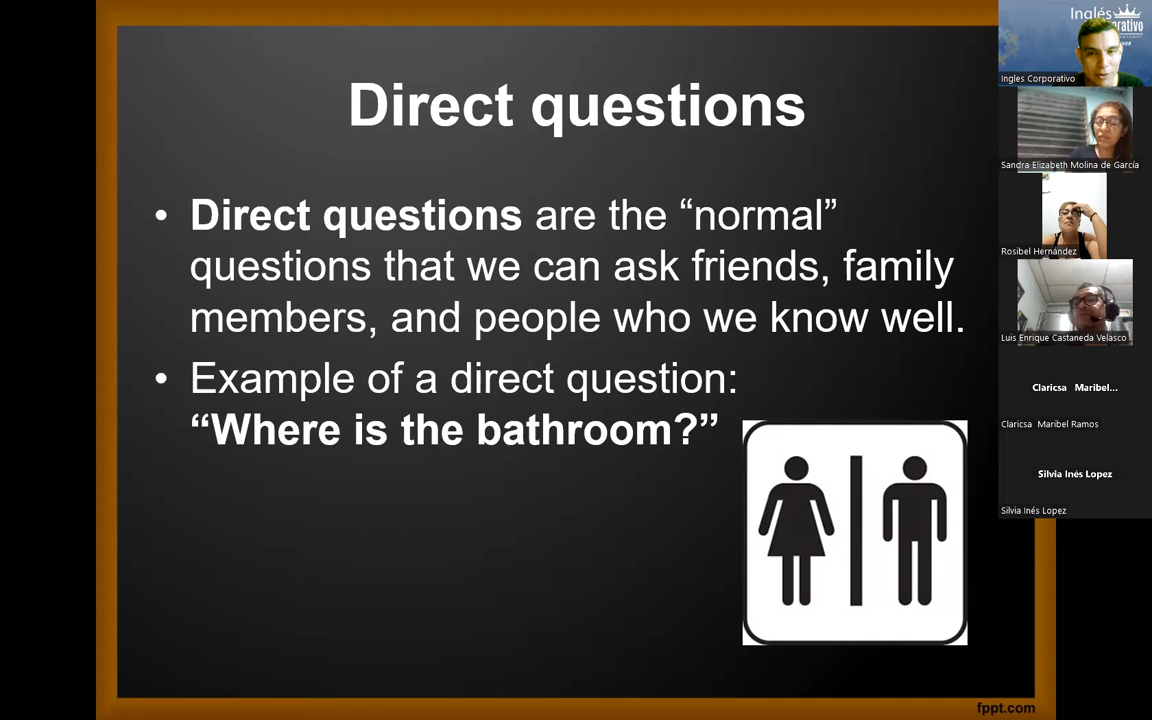 Direct questions
• Direct questions are the “normal”
questions that we can ask friends, family
members, and people who we know well.
• Example of a direct question:
“Where is the bathroom?”
fppt.com
Inglés
Ingles Corporativo
Sandra Elizabeth Molina de García
Rosibel Hernández
Luis Enrique Castaneda Velasco
Claricsa Maribel...
Claricsa Maribel Ramos
Silvia Inés Lopez
Silvia Inés Lopez